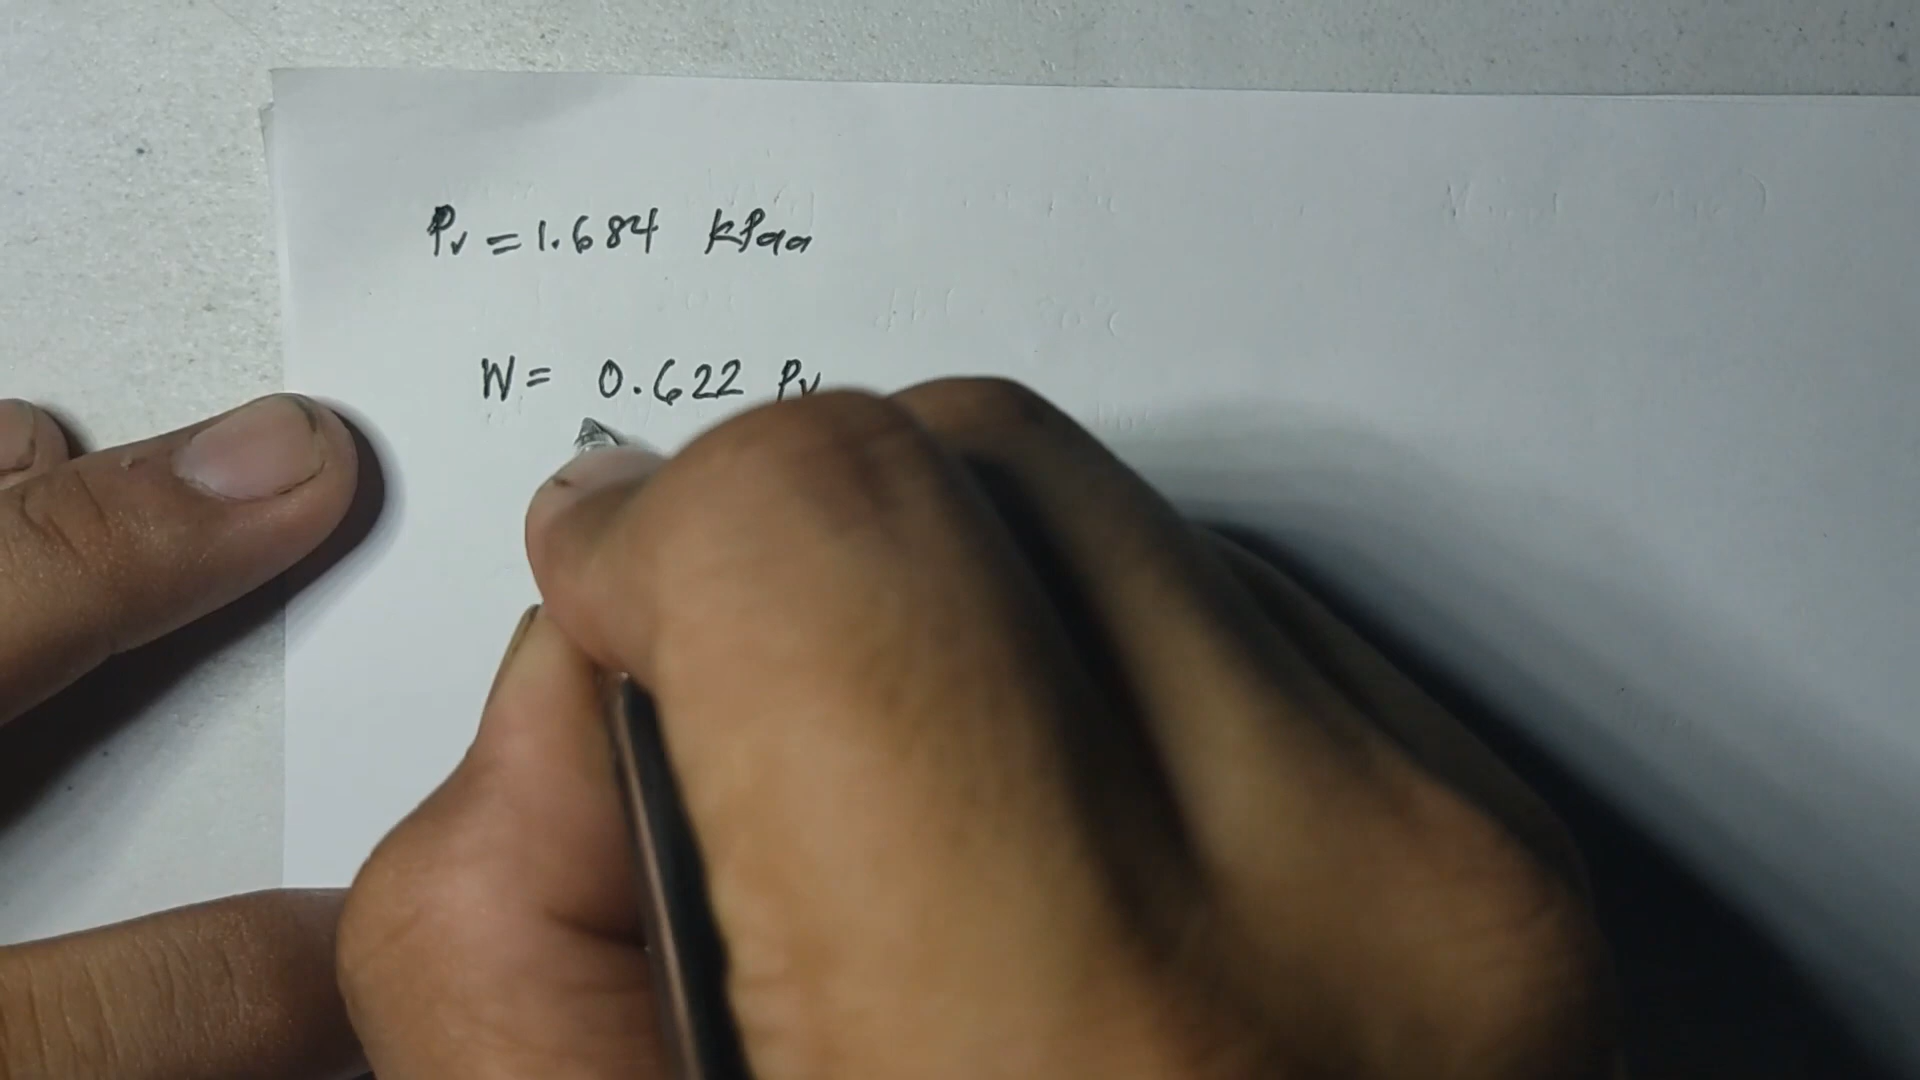 Pv = 1.684 kPaa
W = 0.622 Pv